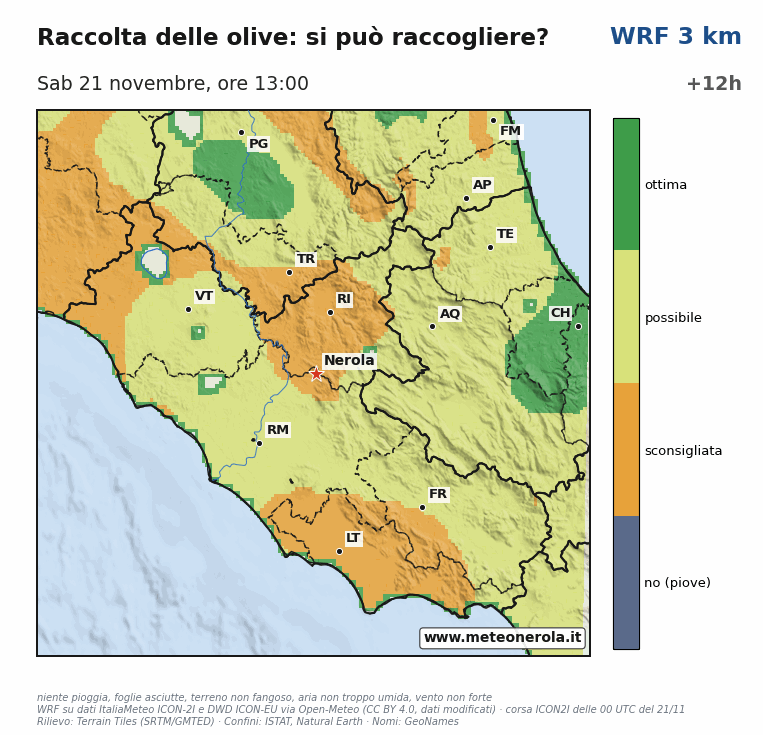 Raccolta delle olive: si può raccogliere?
WRF 3 km
Sab 21 novembre, ore 13:00
+12h
FM
PG
AP
TE
TR
VT
RI
AQ
CH
Nerola
RM
FR
LT
www.meteonerola.it
ottima
possibile
sconsigliata
no (piove)
niente pioggia, foglie asciutte, terreno non fangoso, aria non troppo umida, vento non forte
WRF su dati ItaliaMeteo ICON-2I e DWD ICON-EU via Open-Meteo (CC BY 4.0, dati modificati) · corsa ICON2I delle 00 UTC del 21/11
Rilievo: Terrain Tiles (SRTM/GMTED) · Confini: ISTAT, Natural Earth · Nomi: GeoNames